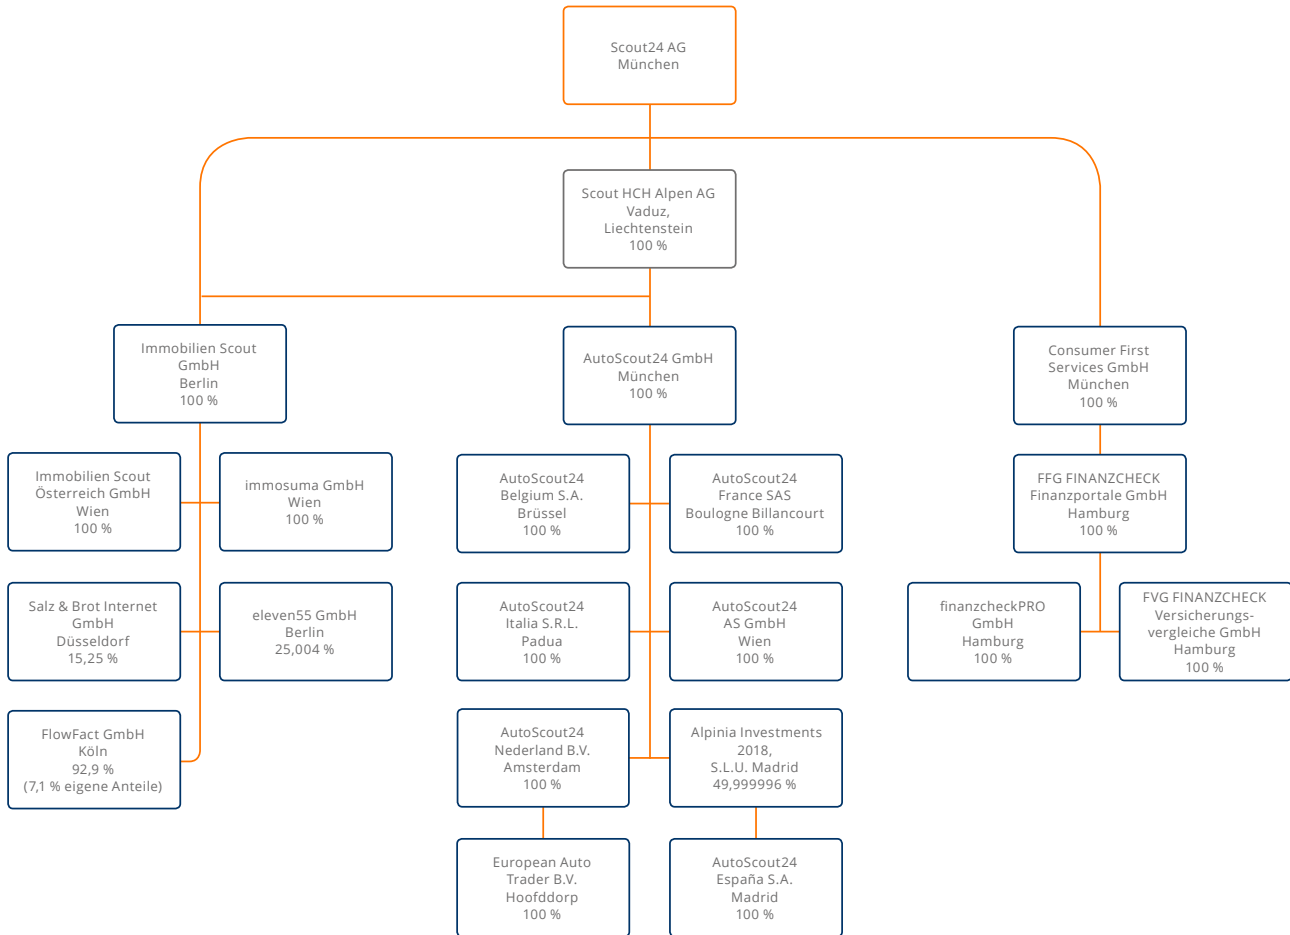 Scout24 AG
München
Scout HCH Alpen AG
Vaduz,
Liechtenstein
100 %
Immobilien Scout
GmbH
Berlin
100 %
AutoScout24 GmbH
München
100 %
Consumer First
Services GmbH
München
100 %
Immobilien Scout
Österreich GmbH
Wien
100 %
immosuma GmbH
Wien
100 %
AutoScout24
Belgium S.A.
Brüssel
100 %
AutoScout24
France SAS
Boulogne Billancourt
100 %
FFG FINANZCHECK
Finanzportale GmbH
Hamburg
100 %
Salz & Brot Internet
GmbH
Düsseldorf
15,25 %
eleven55 GmbH
Berlin
25,004 %
AutoScout24
Italia S.R.L.
Padua
100 %
AutoScout24
AS GmbH
Wien
100 %
finanzcheckPRO
GmbH
Hamburg
100 %
FVG FINANZCHECK
Versicherungs-
vergleiche GmbH
Hamburg
100 %
FlowFact GmbH
Köln
92,9 %
(7,1 % eigene Anteile)
AutoScout24
Nederland B.V.
Amsterdam
100 %
Alpinia Investments
2018,
S.L.U. Madrid
49,999996 %
European Auto
Trader B.V.
Hoofddorp
100 %
AutoScout24
España S.A.
Madrid
100 %